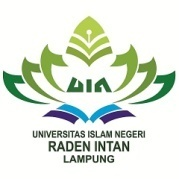 UIN
UNIVERSITAS ISLAM NEGERI
RADEN INTAN
LAMPUNG